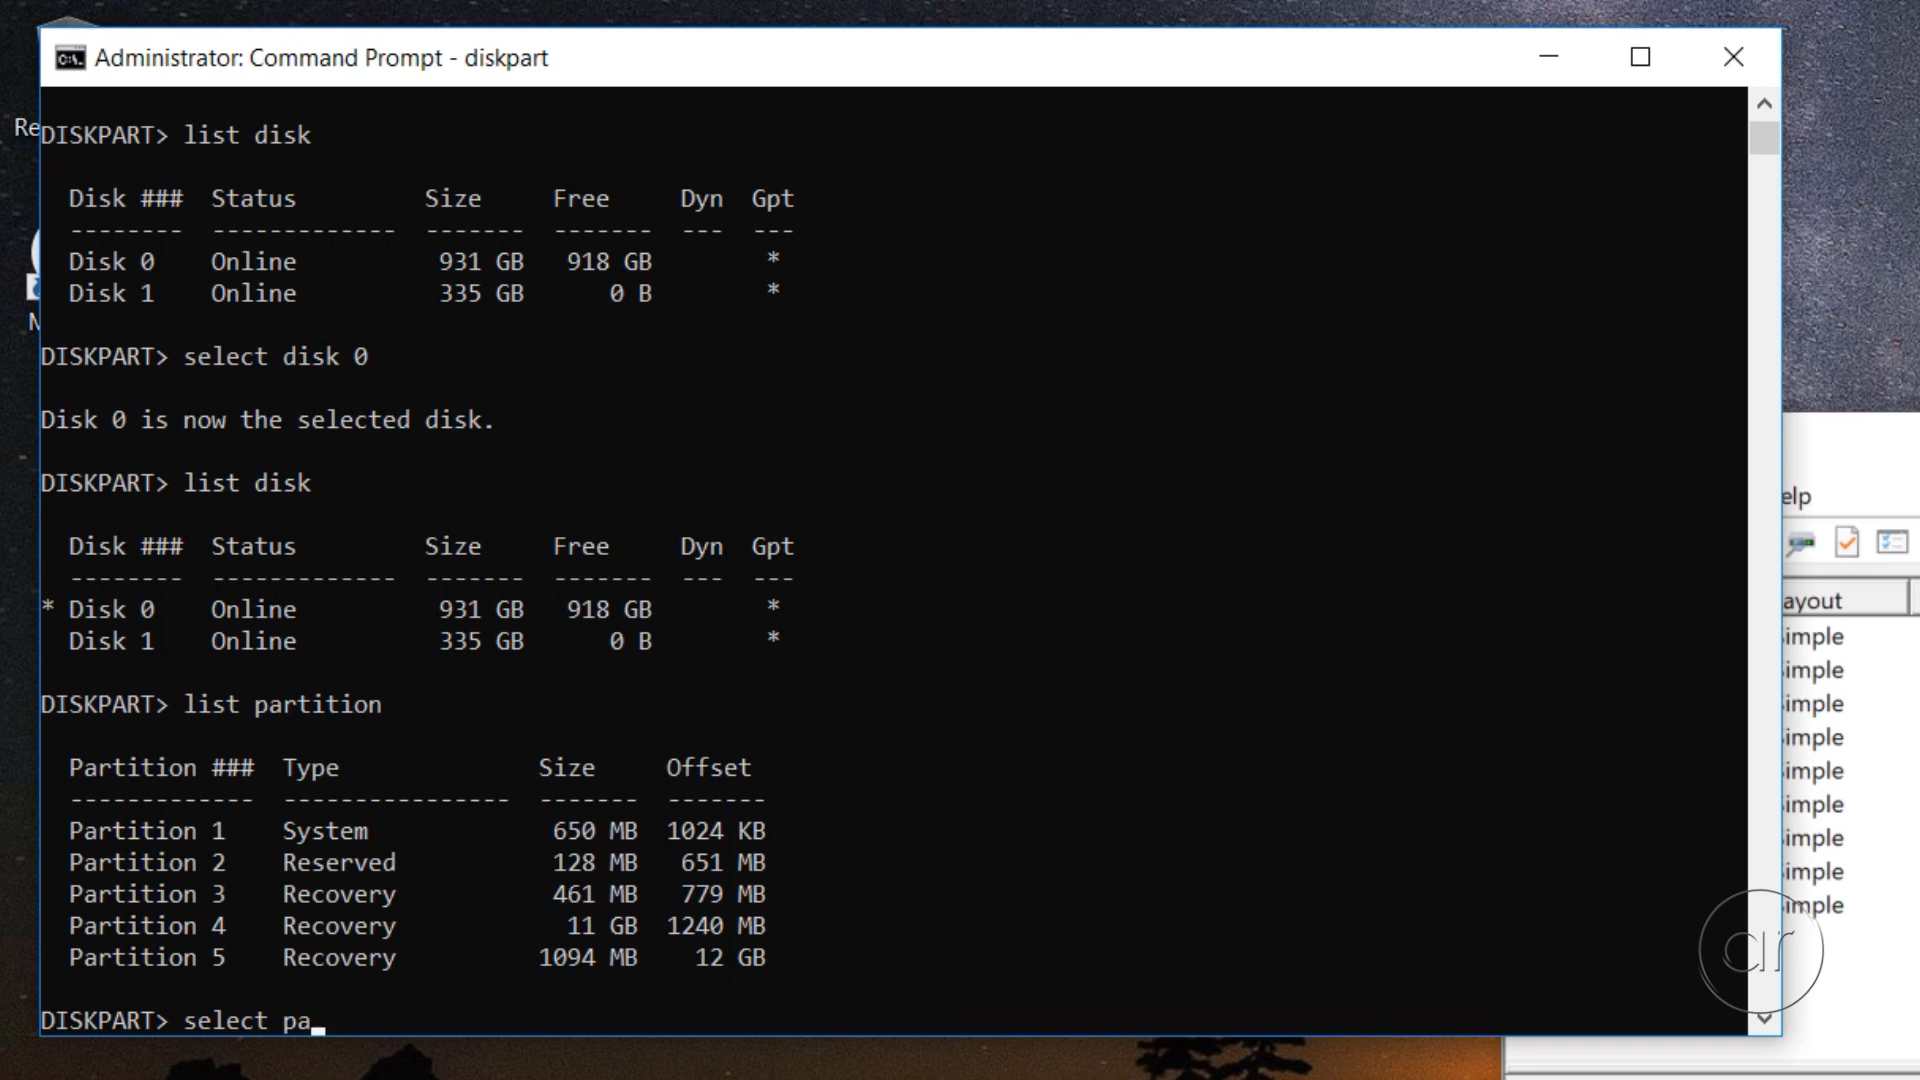 Administrator: Command Prompt - diskpart
Re
DISKPART> list disk
Disk ### Status Size Free Dyn Gpt
-------- ------------- ------- ------- --- ---
Disk 0 Online 931 GB 918 GB *
Disk 1 Online 335 GB 0 B *
DISKPART> select disk 0
Disk 0 is now the selected disk.
DISKPART> list disk
Disk ### Status Size Free Dyn Gpt
-------- ------------- ------- ------- --- ---
* Disk 0 Online 931 GB 918 GB *
Disk 1 Online 335 GB 0 B *
DISKPART> list partition
Partition ### Type Size Offset
------------- ---------------- ------- -------
Partition 1 System 650 MB 1024 KB
Partition 2 Reserved 128 MB 651 MB
Partition 3 Recovery 461 MB 779 MB
Partition 4 Recovery 11 GB 1240 MB
Partition 5 Recovery 1094 MB 12 GB
DISKPART> select pa_
elp
ayout
imple
imple
imple
imple
imple
imple
imple
imple
imple
ar